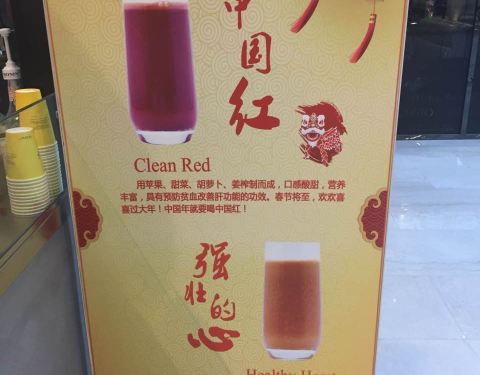 中国红
Clean Red
用苹果、甜菜、胡萝卜、姜榨制而成，口感酸甜，营养
丰富，具有预防贫血改善肝功能的功效。春节将至，欢欢喜
喜过大年！中国年就要喝中国红！
强壮的心
Healthy Heart